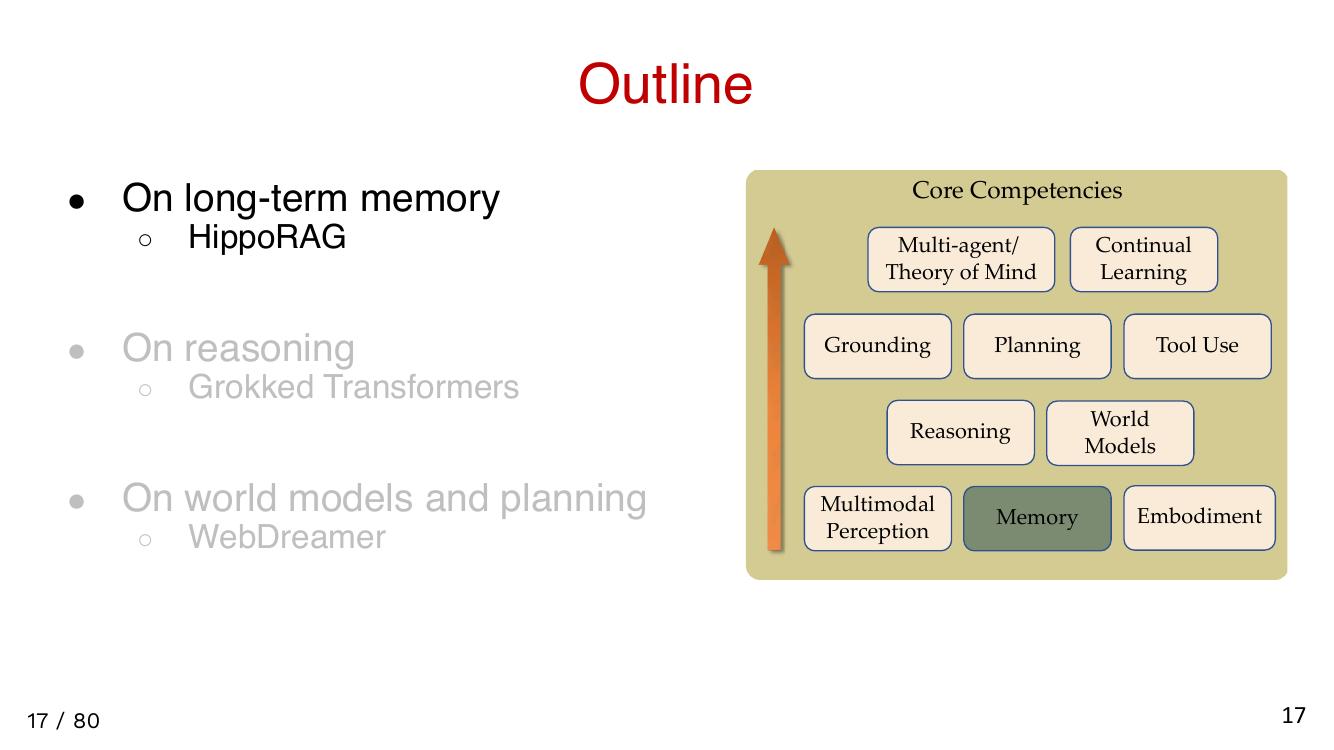 Outline
● On long-term memory
○ HippoRAG
● On reasoning
○ Grokked Transformers
● On world models and planning
○ WebDreamer
Core Competencies
Multi-agent/
Theory of Mind
Continual
Learning
Grounding
Planning
Tool Use
Reasoning
World
Models
Multimodal
Perception
Memory
Embodiment
17 / 80
17